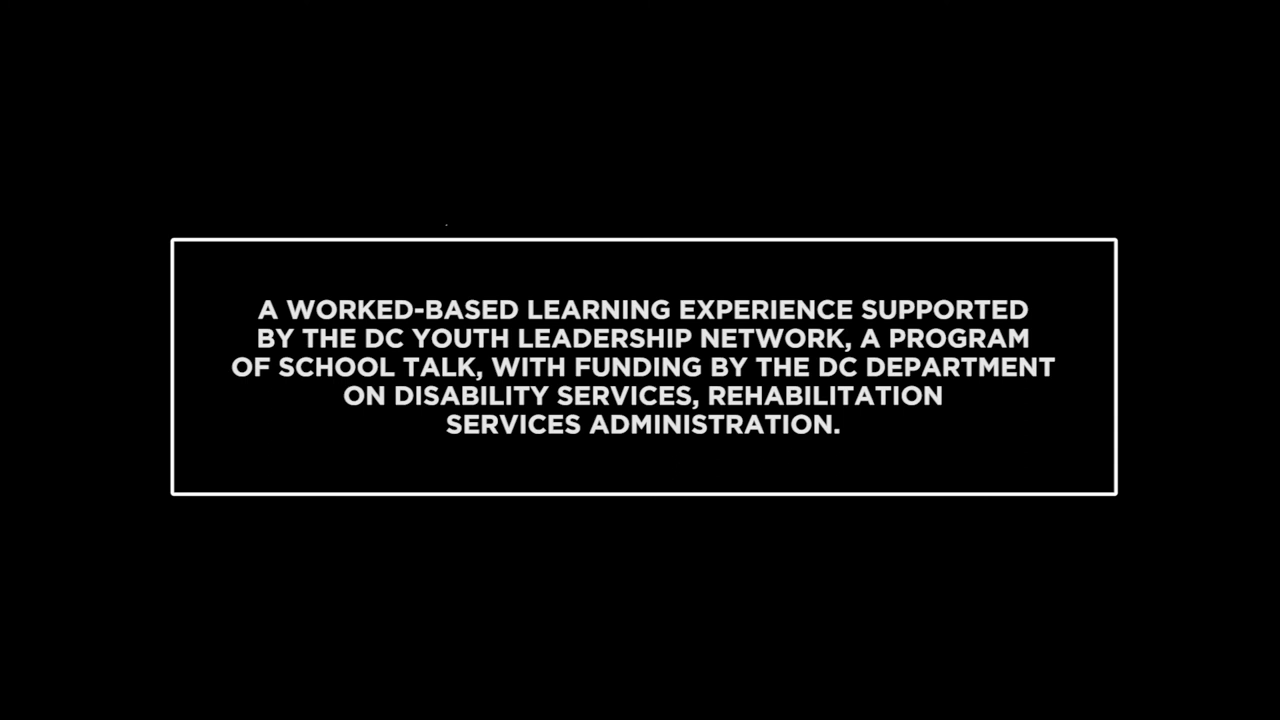 A WORKED-BASED LEARNING EXPERIENCE SUPPORTED
BY THE DC YOUTH LEADERSHIP NETWORK, A PROGRAM
OF SCHOOL TALK, WITH FUNDING BY THE DC DEPARTMENT
ON DISABILITY SERVICES, REHABILITATION
SERVICES ADMINISTRATION.